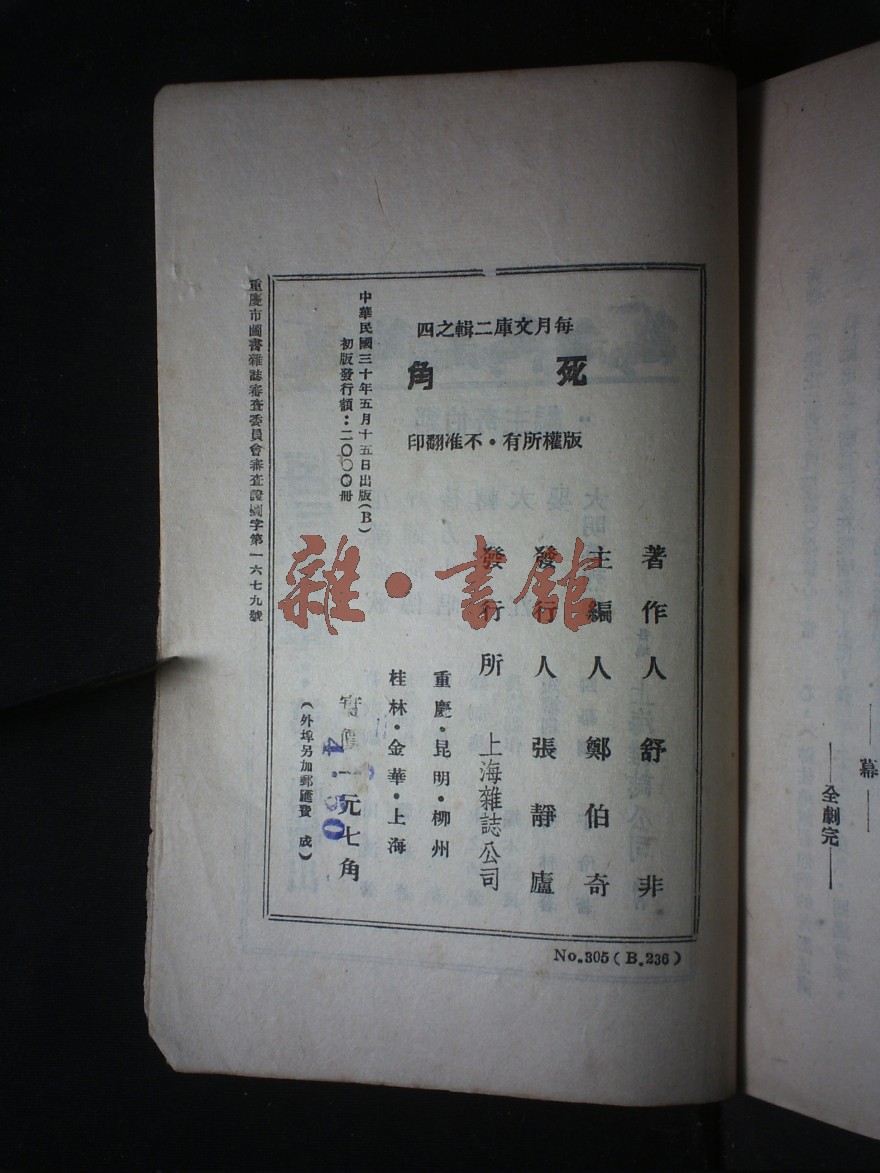 ——幕——
——全劇完——
每月文庫二輯之四
死角
版權所有・不准翻印
著作人 舒非
主編人 鄭伯奇
發行人 張靜廬
發行所 上海雜誌公司
重慶・昆明・柳州
桂林・金華・上海
實價一元七角
(外埠另加郵匯費 成)
中華民國三十年五月十五日出版(B)
初版發行額:二〇〇〇冊
重慶市圖書雜誌審查委員會審查證圖字第一六七九號
No.305(B.236)
雜・書館